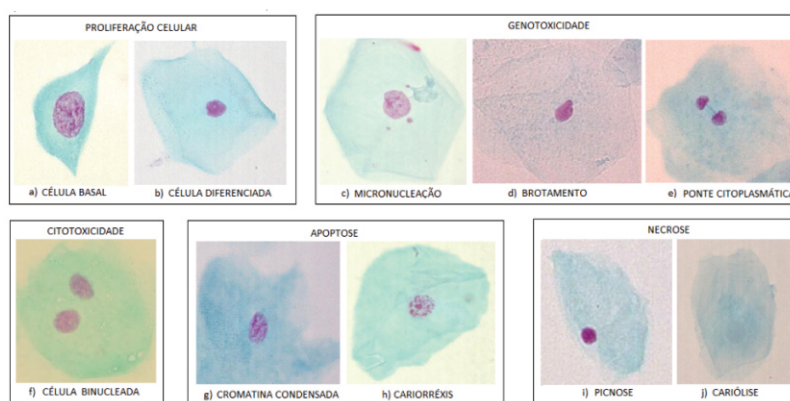 PROLIFERAÇÃO CELULAR
a) CÉLULA BASAL
b) CÉLULA DIFERENCIADA
GENOTOXICIDADE
c) MICRONUCLEAÇÃO
d) BROTAMENTO
e) PONTE CITOPLASMÁTICA
CITOTOXICIDADE
f) CÉLULA BINUCLEADA
APOPTOSE
g) CROMATINA CONDENSADA
h) CARIORRÉXIS
NECROSE
i) PICNOSE
j) CARIÓLISE